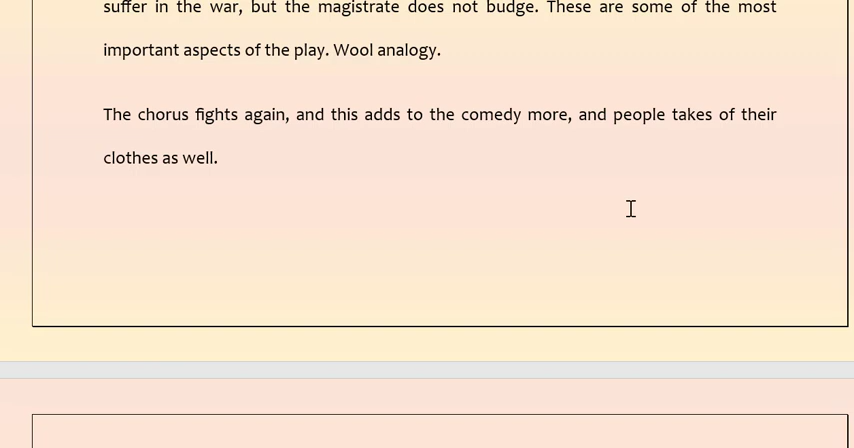 suffer in the war, but the magistrate does not budge. These are some of the most
important aspects of the play. Wool analogy.
The chorus fights again, and this adds to the comedy more, and people takes of their
clothes as well.